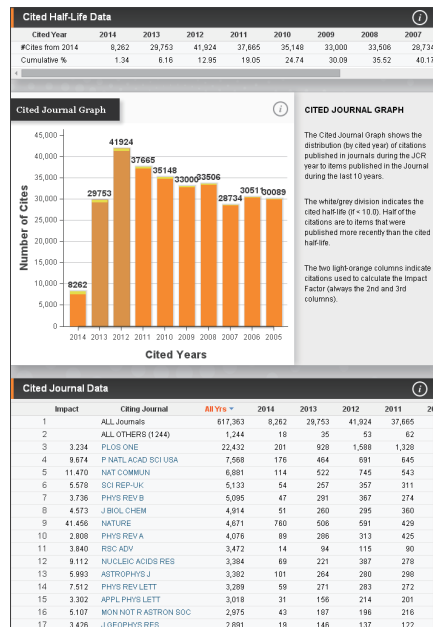 Cited Half-Life Data
Cited Year 2014 2013 2012 2011 2010 2009 2008 2007
#Cites from 2014 8,262 29,753 41,924 37,665 35,148 33,000 33,506 28,734
Cumulative % 1.34 6.16 12.95 19.05 24.74 30.09 35.52 40.17
Cited Journal Graph
45,000
40,000
35,000
30,000
25,000
20,000
15,000
10,000
5,000
0
Number of Cites
8262
29753
41924
37665
35148
33000
33506
28734
30511
30089
2014 2013 2012 2011 2010 2009 2008 2007 2006 2005
Cited Years
CITED JOURNAL GRAPH
The Cited Journal Graph shows the
distribution (by cited year) of citations
published in journals during the JCR
year to items published in the Journal
during the last 10 years.
The white/grey division indicates the
cited half-life (if < 10.0). Half of the
citations are to items that were
published more recently than the cited
half-life.
The two light-orange columns indicate
citations used to calculate the Impact
Factor (always the 2nd and 3rd
columns).
Cited Journal Data
Impact Citing Journal All Yrs 2014 2013 2012 2011
1 ALL Journals 617,363 8,262 29,753 41,924 37,665
2 ALL OTHERS (1244) 1,244 18 35 53 62
3 3.234 PLOS ONE 22,432 201 928 1,588 1,328
4 9.674 P NATL ACAD SCI USA 7,568 176 464 691 645
5 11.470 NAT COMMUN 6,881 114 522 745 543
6 5.578 SCI REP-UK 5,133 54 257 357 311
7 3.736 PHYS REV B 5,095 47 291 367 274
8 4.573 J BIOL CHEM 4,914 51 260 395 360
9 41.456 NATURE 4,671 760 506 591 429
10 2.808 PHYS REV A 4,076 89 286 313 425
11 3.840 RSC ADV 3,472 14 94 115 90
12 9.112 NUCLEIC ACIDS RES 3,384 69 221 387 278
13 5.993 ASTROPHYS J 3,382 101 264 280 298
14 7.512 PHYS REV LETT 3,289 59 271 283 272
15 3.302 APPL PHYS LETT 3,018 31 156 214 201
16 5.107 MON NOT R ASTRON SOC 2,975 43 187 196 216
17 3.426 J GEOPHYS RES 2,891 19 146 137 122